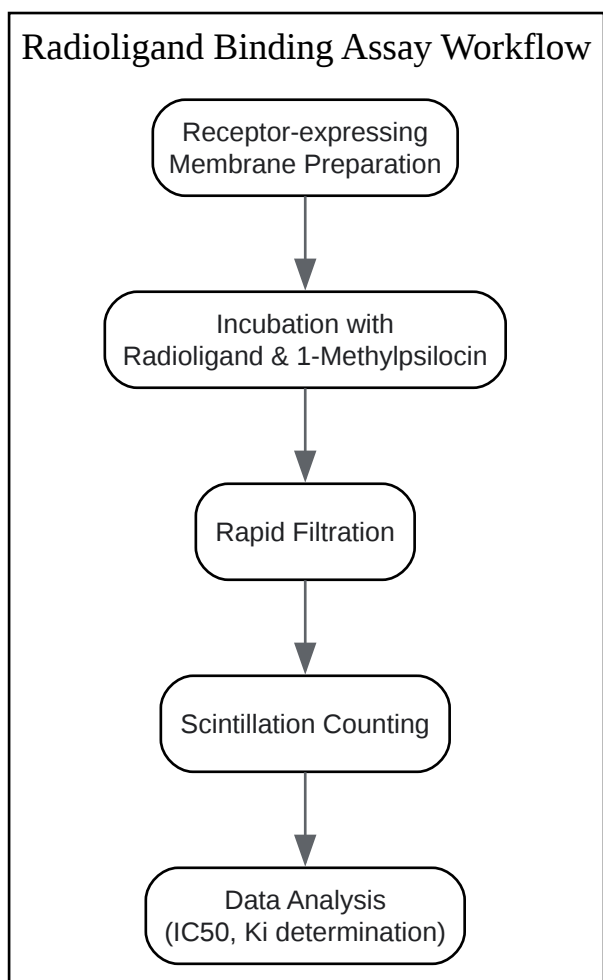 Radioligand Binding Assay Workflow
Receptor-expressing
Membrane Preparation
Incubation with
Radioligand & 1-Methylpsilocin
Rapid Filtration
Scintillation Counting
Data Analysis
(IC50, Ki determination)